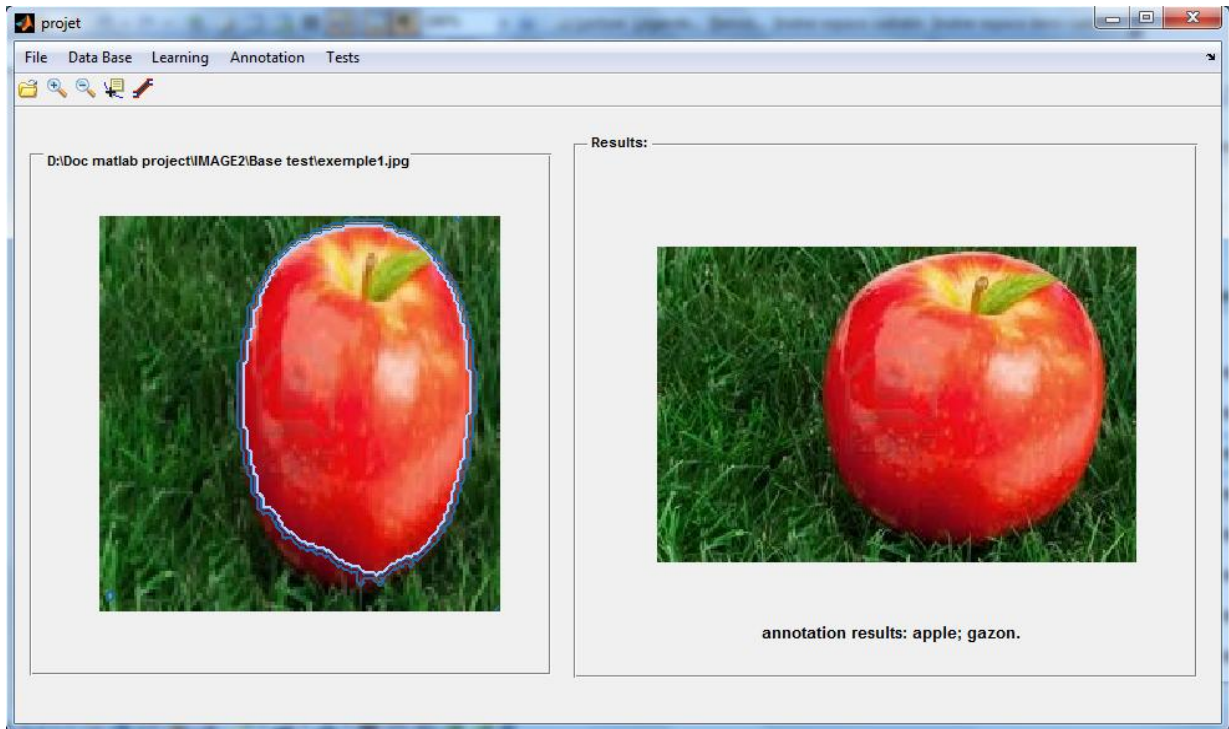 projet
File Data Base Learning Annotation Tests
D:\Doc matlab project\IMAGE2\Base test\exemple1.jpg
Results:
annotation results: apple; gazon.